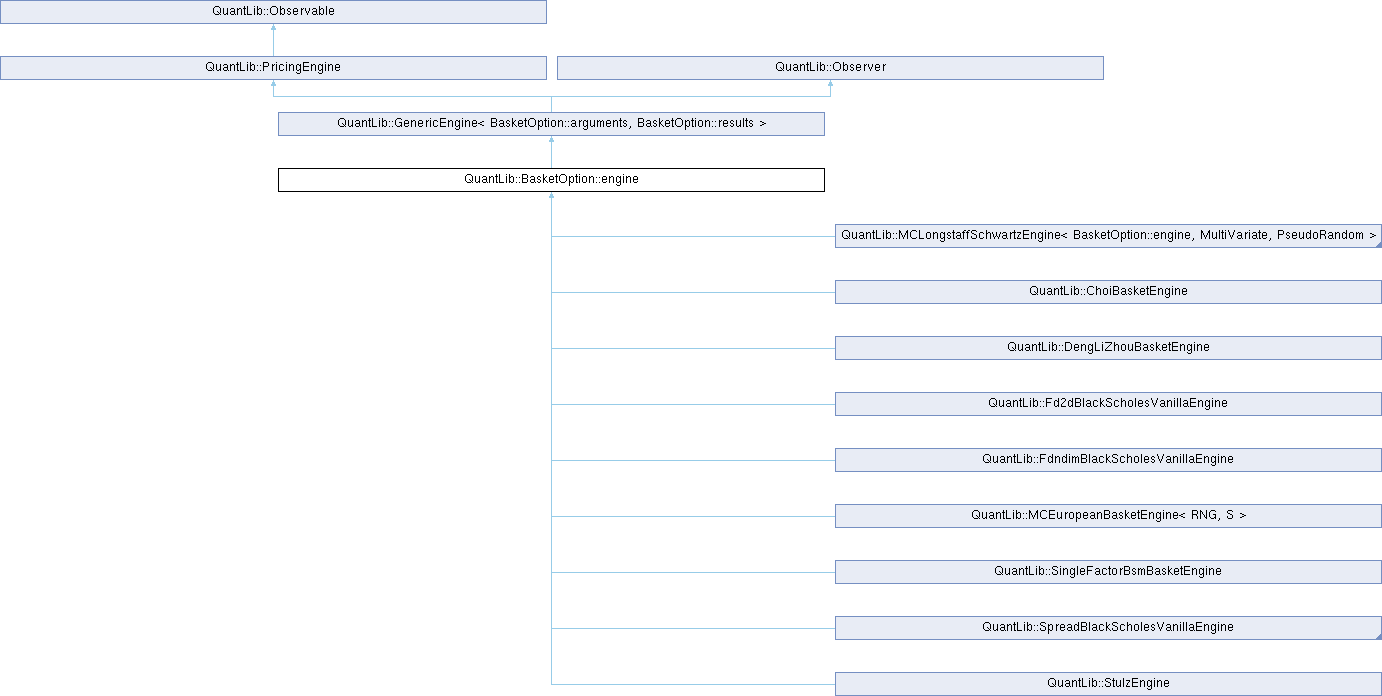 QuantLib::Observable
QuantLib::PricingEngine
QuantLib::Observer
QuantLib::GenericEngine< BasketOption::arguments, BasketOption::results >
QuantLib::BasketOption::engine
QuantLib::MCLongstaffSchwartzEngine< BasketOption::engine, MultiVariate, PseudoRandom >
QuantLib::ChoiBasketEngine
QuantLib::DengLiZhouBasketEngine
QuantLib::Fd2dBlackScholesVanillaEngine
QuantLib::FdndimBlackScholesVanillaEngine
QuantLib::MCEuropeanBasketEngine< RNG, S >
QuantLib::SingleFactorBsmBasketEngine
QuantLib::SpreadBlackScholesVanillaEngine
QuantLib::StulzEngine